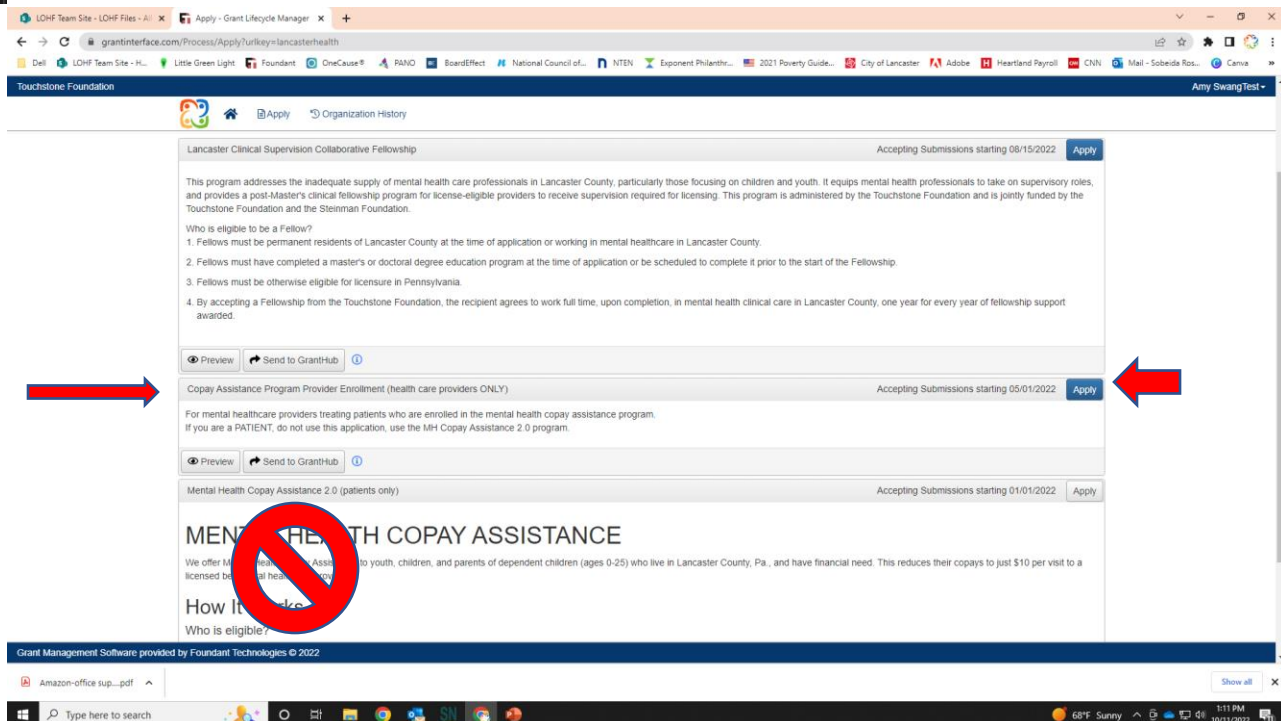 LOHF Team Site - LOHF Files - All
Apply - Grant Lifecycle Manager
grantinterface.com/Process/Apply?urlkey=lancasterhealth
Dell LOHF Team Site - H... Little Green Light Foundant OneCause® PANO BoardEffect National Council of... NTEN Exponent Philanthr... 2021 Poverty Guide... City of Lancaster Adobe Heartland Payroll CNN Mail - Sobeida Ros... Canva »
Touchstone Foundation Amy SwangTest
Apply Organization History
Lancaster Clinical Supervision Collaborative Fellowship Accepting Submissions starting 08/15/2022 Apply
This program addresses the inadequate supply of mental health care professionals in Lancaster County, particularly those focusing on children and youth. It equips mental health professionals to take on supervisory roles,
and provides a post-Master's clinical fellowship program for license-eligible providers to receive supervision required for licensing. This program is administered by the Touchstone Foundation and is jointly funded by the
Touchstone Foundation and the Steinman Foundation.
Who is eligible to be a Fellow?
1. Fellows must be permanent residents of Lancaster County at the time of application or working in mental healthcare in Lancaster County.
2. Fellows must have completed a master's or doctoral degree education program at the time of application or be scheduled to complete it prior to the start of the Fellowship.
3. Fellows must be otherwise eligible for licensure in Pennsylvania.
4. By accepting a Fellowship from the Touchstone Foundation, the recipient agrees to work full time, upon completion, in mental health clinical care in Lancaster County, one year for every year of fellowship support
awarded.
Preview Send to GrantHub
Copay Assistance Program Provider Enrollment (health care providers ONLY) Accepting Submissions starting 05/01/2022 Apply
For mental healthcare providers treating patients who are enrolled in the mental health copay assistance program.
If you are a PATIENT, do not use this application, use the MH Copay Assistance 2.0 program.
Preview Send to GrantHub
Mental Health Copay Assistance 2.0 (patients only) Accepting Submissions starting 01/01/2022 Apply
COPAY ASSISTANCE
We offer to youth, children, and parents of dependent children (ages 0-25) who live in Lancaster County, Pa., and have financial need. This reduces their copays to just $10 per visit to a
licensed
How It
Who is eligible?
Grant Management Software provided by Foundant Technologies © 2022
Amazon-office sup....pdf Show all
Type here to search 68°F Sunny 1:11 PM
10/11/2022